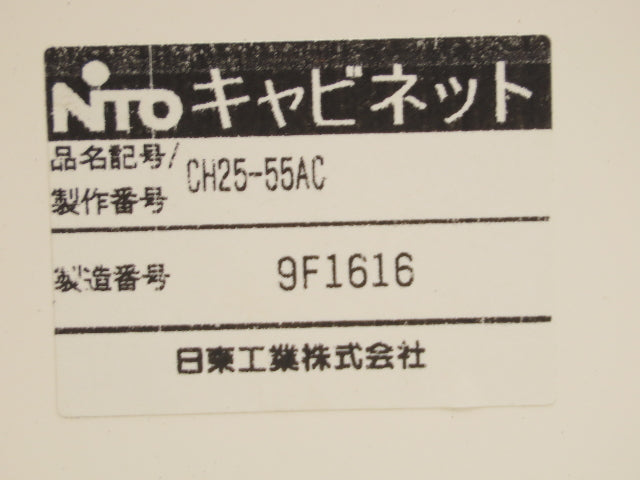 NITO キャビネット
品名記号/
製作番号 CH25-55AC
製造番号 9F1616
日東工業株式会社